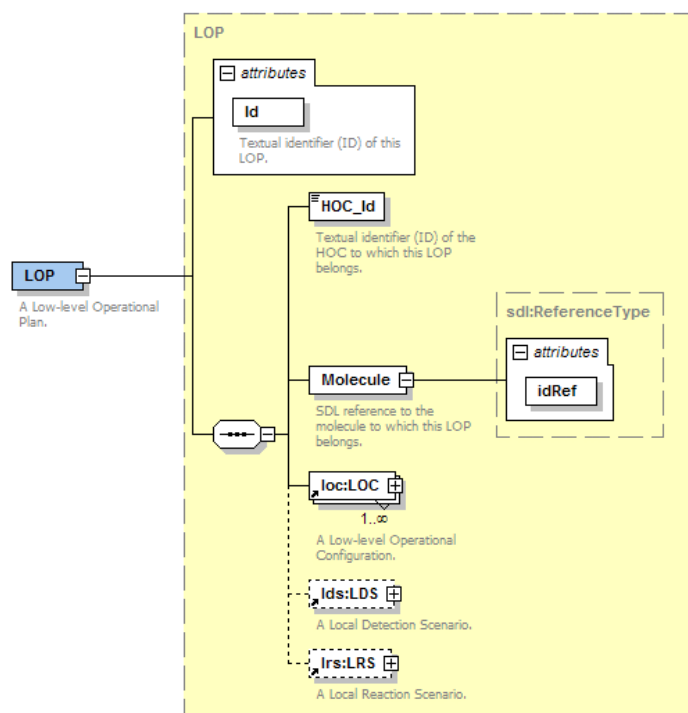 LOP
attributes
Id
Textual identifier (ID) of this
LOP.
HOC_Id
Textual identifier (ID) of the
HOC to which this LOP
belongs.
LOP
A Low-level Operational
Plan.
sdl:ReferenceType
attributes
idRef
Molecule
SDL reference to the
molecule to which this LOP
belongs.
loc:LOC
1..∞
A Low-level Operational
Configuration.
lds:LDS
A Local Detection Scenario.
lrs:LRS
A Local Reaction Scenario.